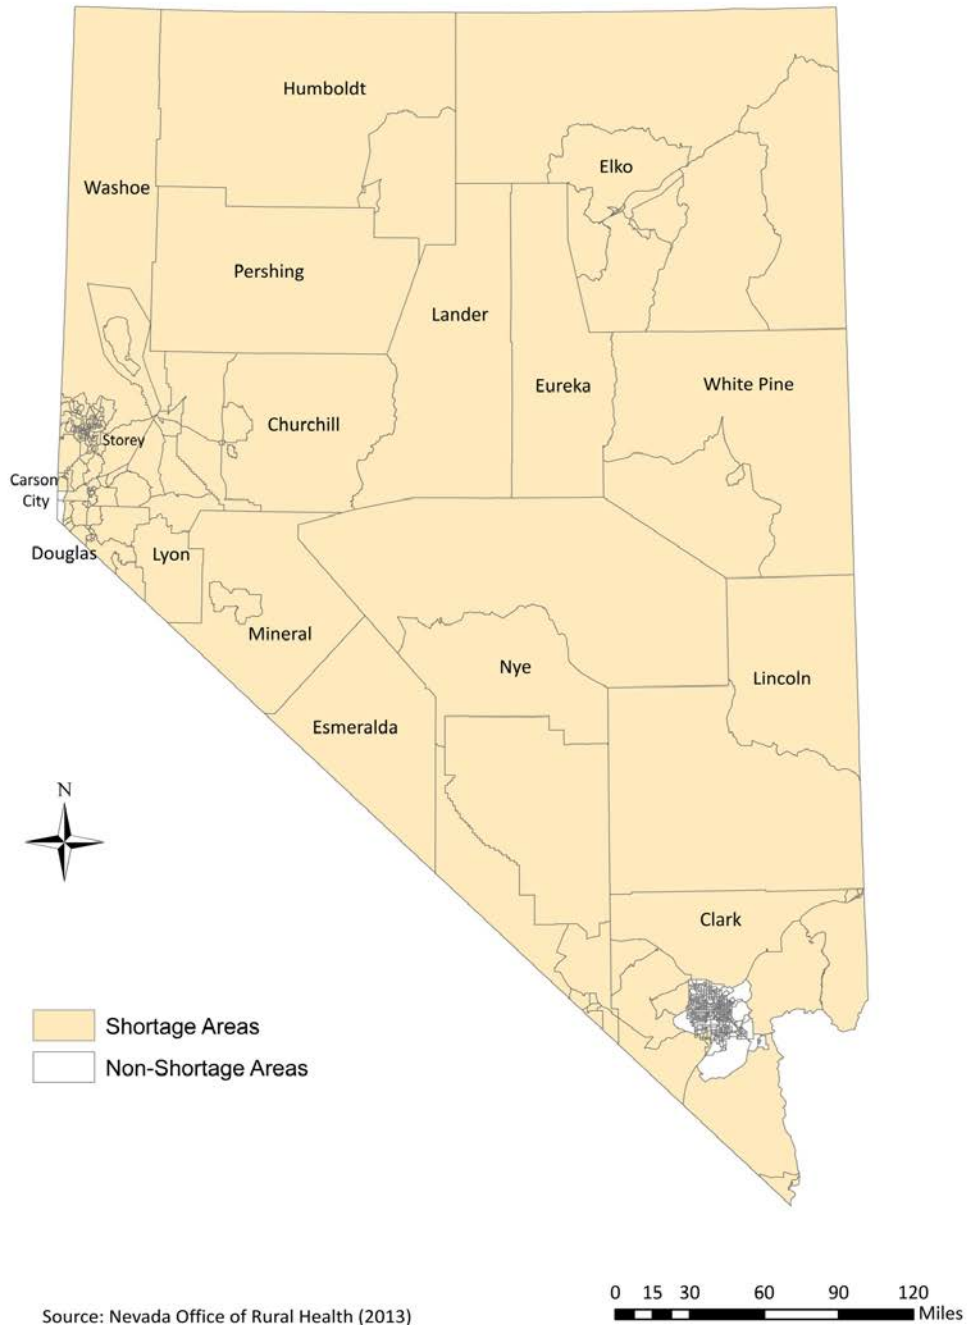 Humboldt
Elko
Washoe
Pershing
Lander
Eureka
White Pine
Churchill
Storey
Carson
City
Douglas
Lyon
Mineral
Nye
Lincoln
Esmeralda
N
Clark
Shortage Areas
Non-Shortage Areas
0 15 30 60 90 120
Miles
Source: Nevada Office of Rural Health (2013)